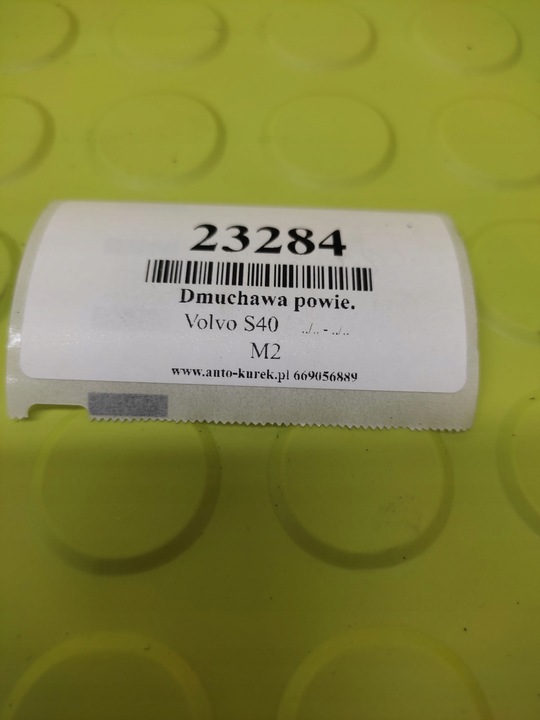 23284
Dmuchawa powie.
Volvo S40 ../.. - ../..
M2
www.auto-kurek.pl 669056889